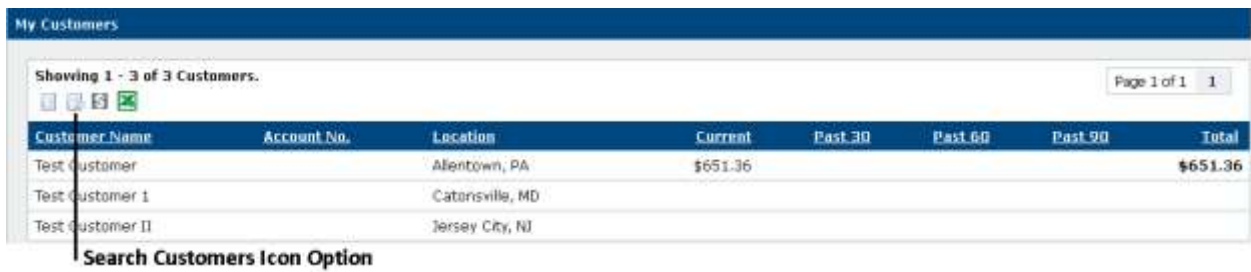 My Customers
Showing 1 - 3 of 3 Customers.
Page 1 of 1 1
Customer Name Account No. Location Current Past 30 Past 60 Past 90 Total
Test Customer Allentown, PA $651.36 $651.36
Test Customer 1 Catonsville, MD
Test Customer II Jersey City, NJ
Search Customers Icon Option